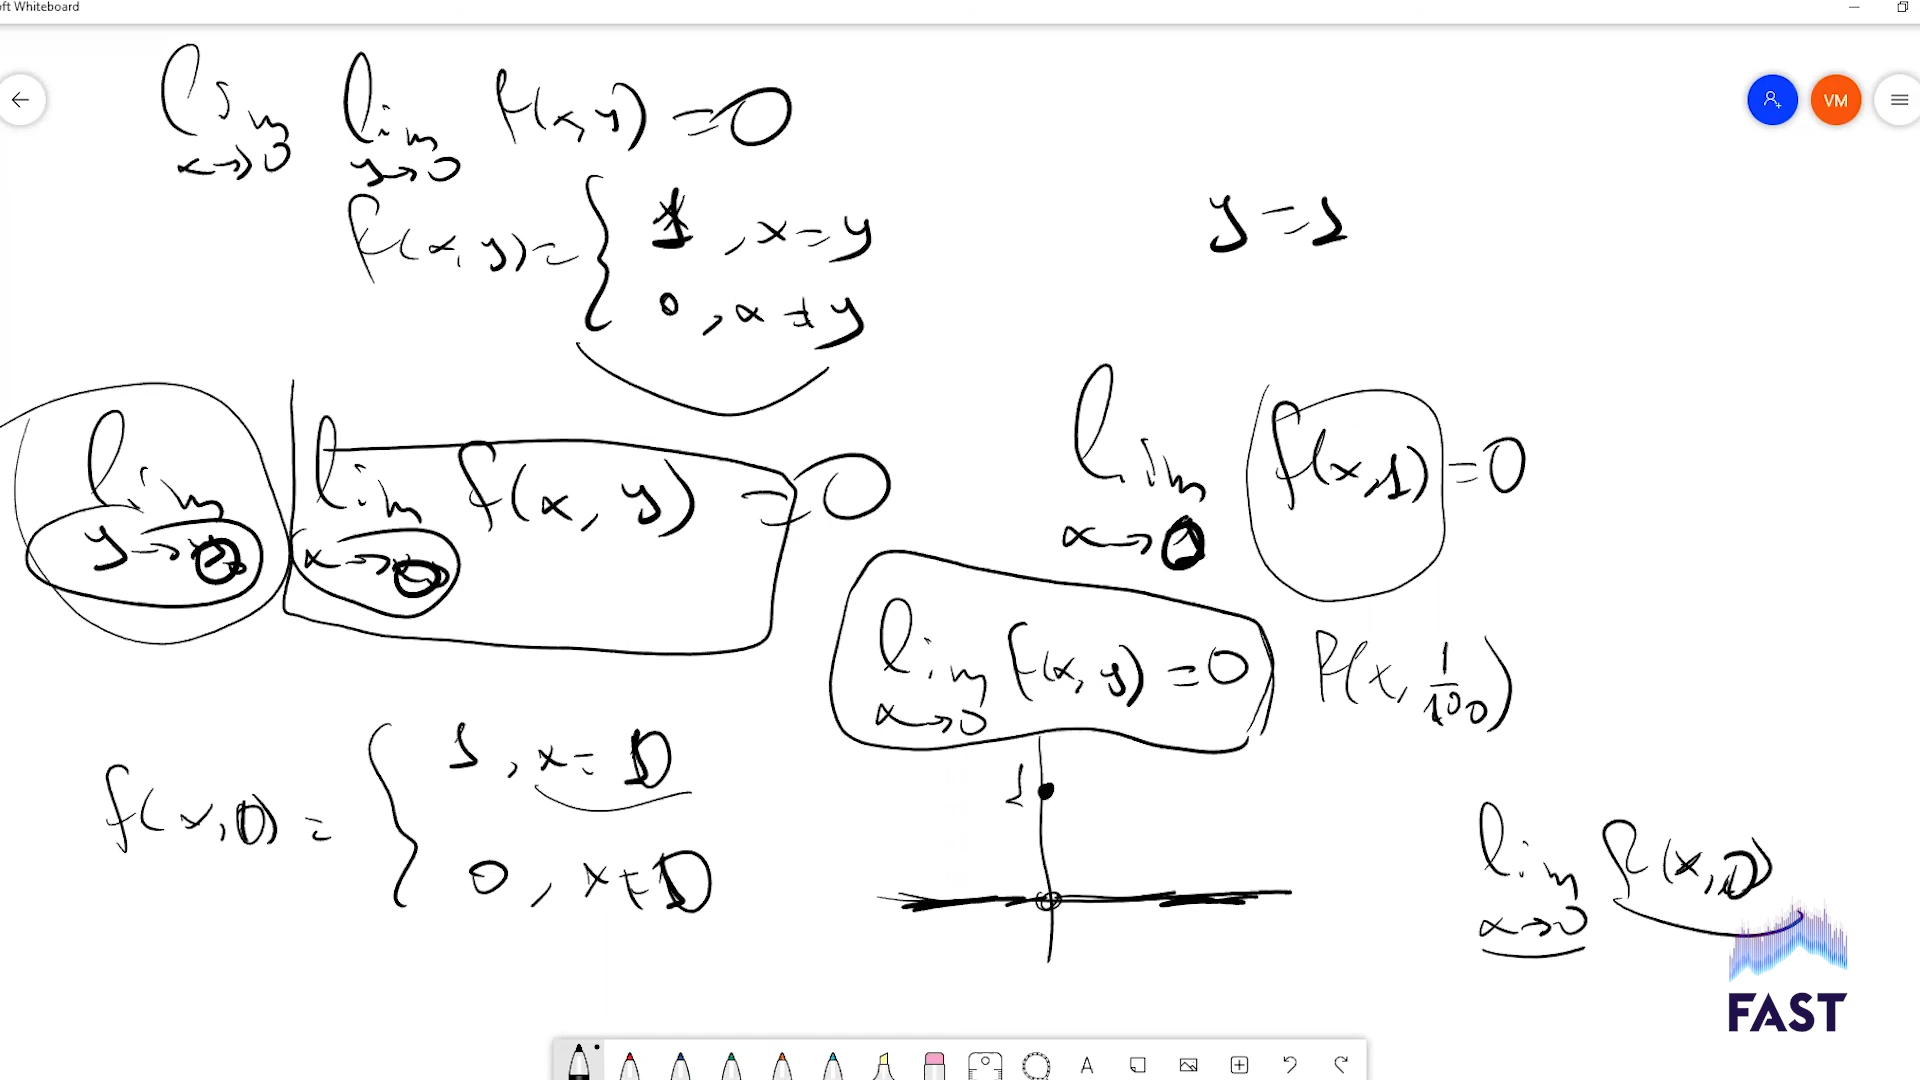 oft Whiteboard
lim x→0 lim y→0 f(x,y) = 0
f(x,y) = { 1, x = y
0, x ≠ y
y = 1
VM
lim y→0 lim x→0 f(x, y) = 0
lim x→0 f(x,1) = 0
lim x→0 f(x,y) = 0
f(x, 1/100)
f(x,0) = { 1, x = 0
0, x ≠ 0
1
lim x→0 f(x,0)
FAST
A